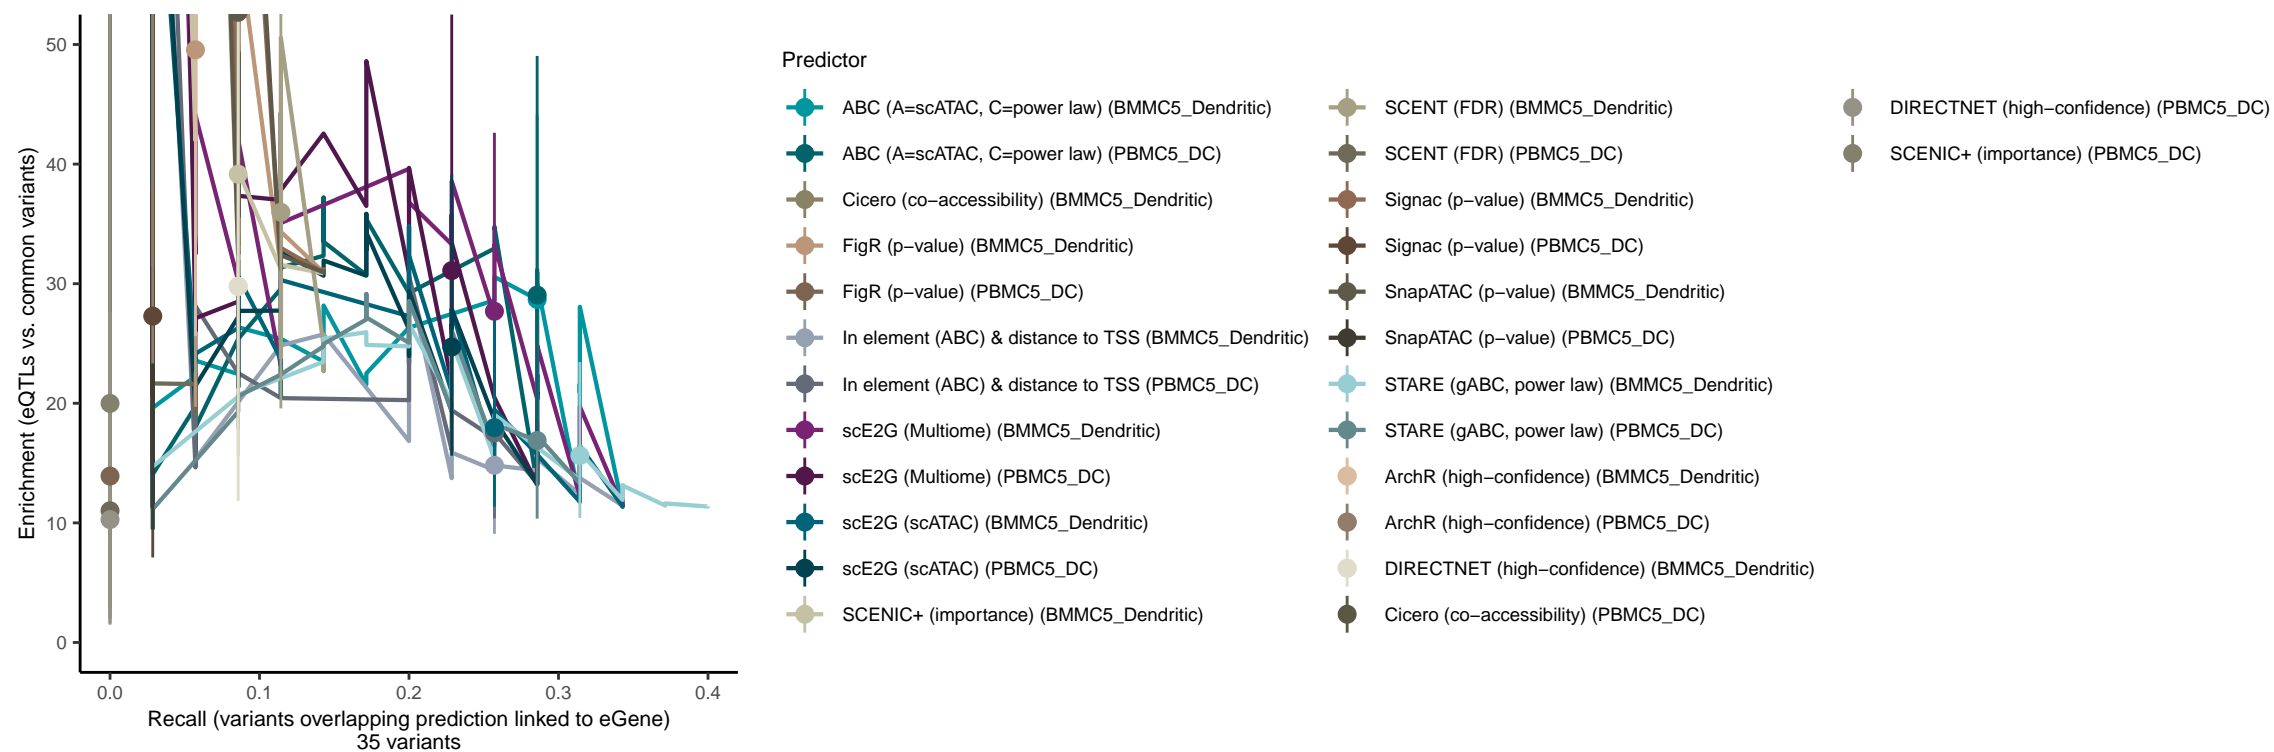 50
40
30
20
10
0
Enrichment (eQTLs vs. common variants)
0.0
0.1
0.2
0.3
0.4
Recall (variants overlapping prediction linked to eGene)
35 variants
Predictor
ABC (A=scATAC, C=power law) (BMMC5_Dendritic)
ABC (A=scATAC, C=power law) (PBMC5_DC)
Cicero (co−accessibility) (BMMC5_Dendritic)
FigR (p−value) (BMMC5_Dendritic)
FigR (p−value) (PBMC5_DC)
In element (ABC) & distance to TSS (BMMC5_Dendritic)
In element (ABC) & distance to TSS (PBMC5_DC)
scE2G (Multiome) (BMMC5_Dendritic)
scE2G (Multiome) (PBMC5_DC)
scE2G (scATAC) (BMMC5_Dendritic)
scE2G (scATAC) (PBMC5_DC)
SCENIC+ (importance) (BMMC5_Dendritic)
SCENT (FDR) (BMMC5_Dendritic)
SCENT (FDR) (PBMC5_DC)
Signac (p−value) (BMMC5_Dendritic)
Signac (p−value) (PBMC5_DC)
SnapATAC (p−value) (BMMC5_Dendritic)
SnapATAC (p−value) (PBMC5_DC)
STARE (gABC, power law) (BMMC5_Dendritic)
STARE (gABC, power law) (PBMC5_DC)
ArchR (high−confidence) (BMMC5_Dendritic)
ArchR (high−confidence) (PBMC5_DC)
DIRECTNET (high−confidence) (BMMC5_Dendritic)
Cicero (co−accessibility) (PBMC5_DC)
DIRECTNET (high−confidence) (PBMC5_DC)
SCENIC+ (importance) (PBMC5_DC)